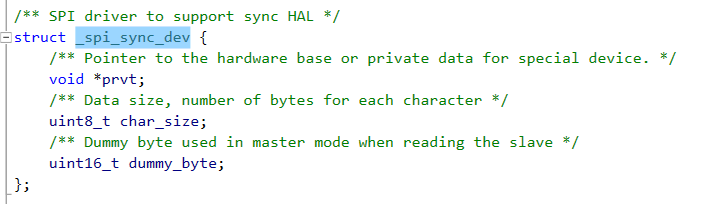 /** SPI driver to support sync HAL */
struct _spi_sync_dev {
/** Pointer to the hardware base or private data for special device. */
void *prvt;
/** Data size, number of bytes for each character */
uint8_t char_size;
/** Dummy byte used in master mode when reading the slave */
uint16_t dummy_byte;
};